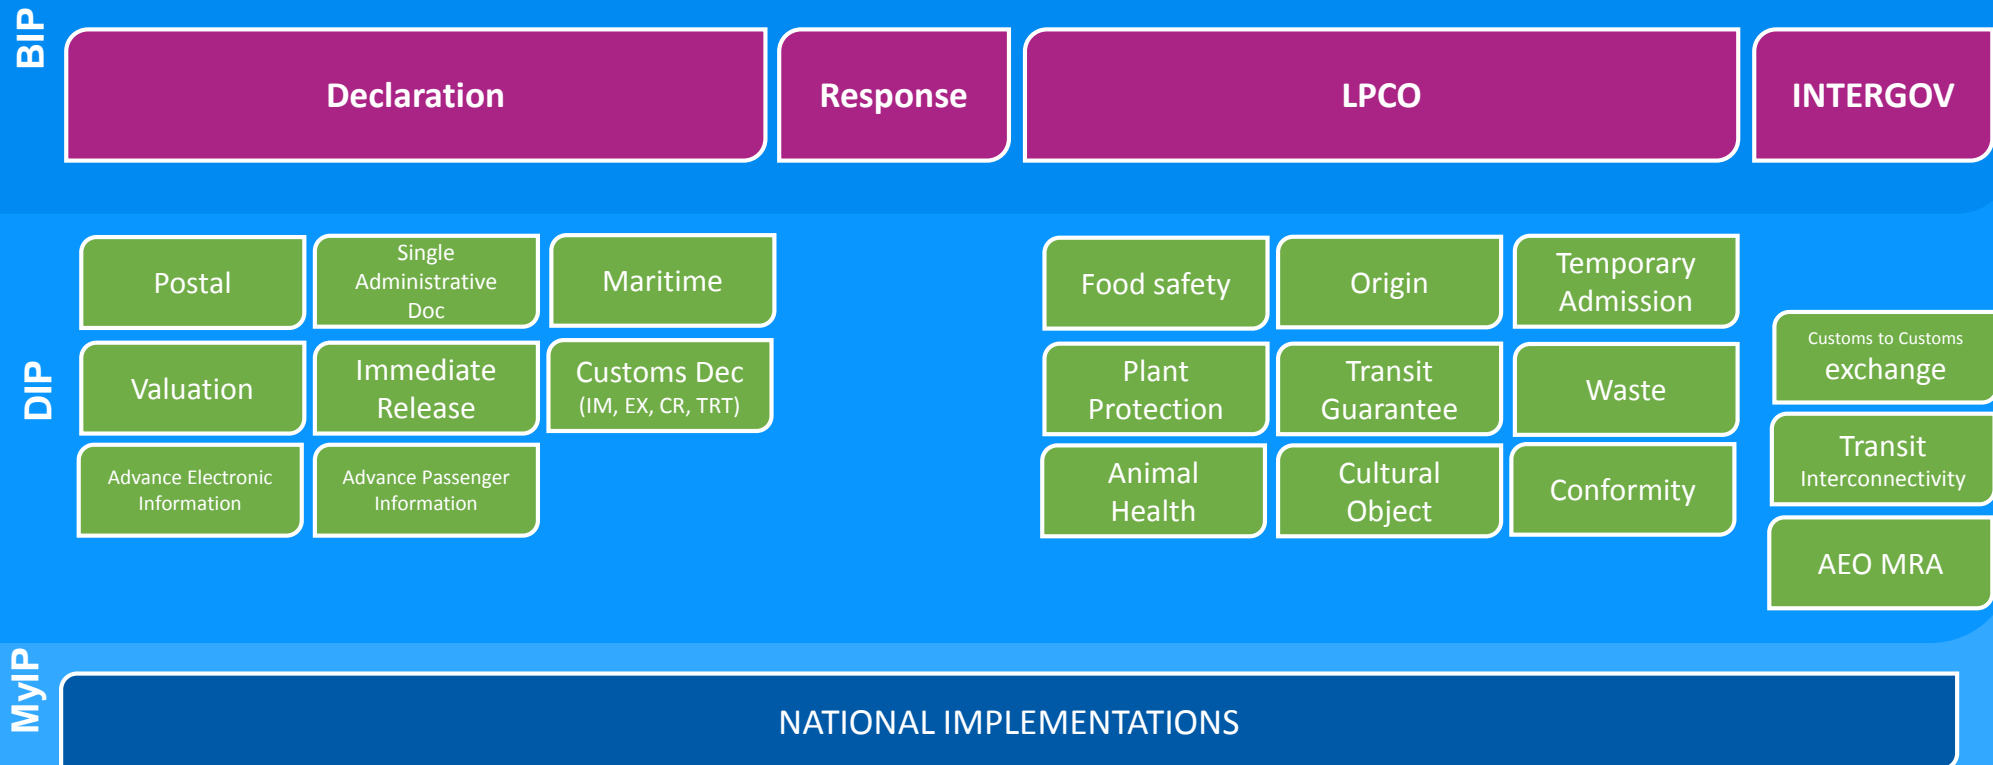 BIP
Declaration
Response
LPCO
INTERGOV
DIP
Postal
Single
Administrative
Doc
Maritime
Valuation
Immediate
Release
Customs Dec
(IM, EX, CR, TRT)
Advance Electronic
Information
Advance Passenger
Information
Food safety
Origin
Temporary
Admission
Plant
Protection
Transit
Guarantee
Waste
Animal
Health
Cultural
Object
Conformity
Customs to Customs
exchange
Transit
Interconnectivity
AEO MRA
MyIP
NATIONAL IMPLEMENTATIONS